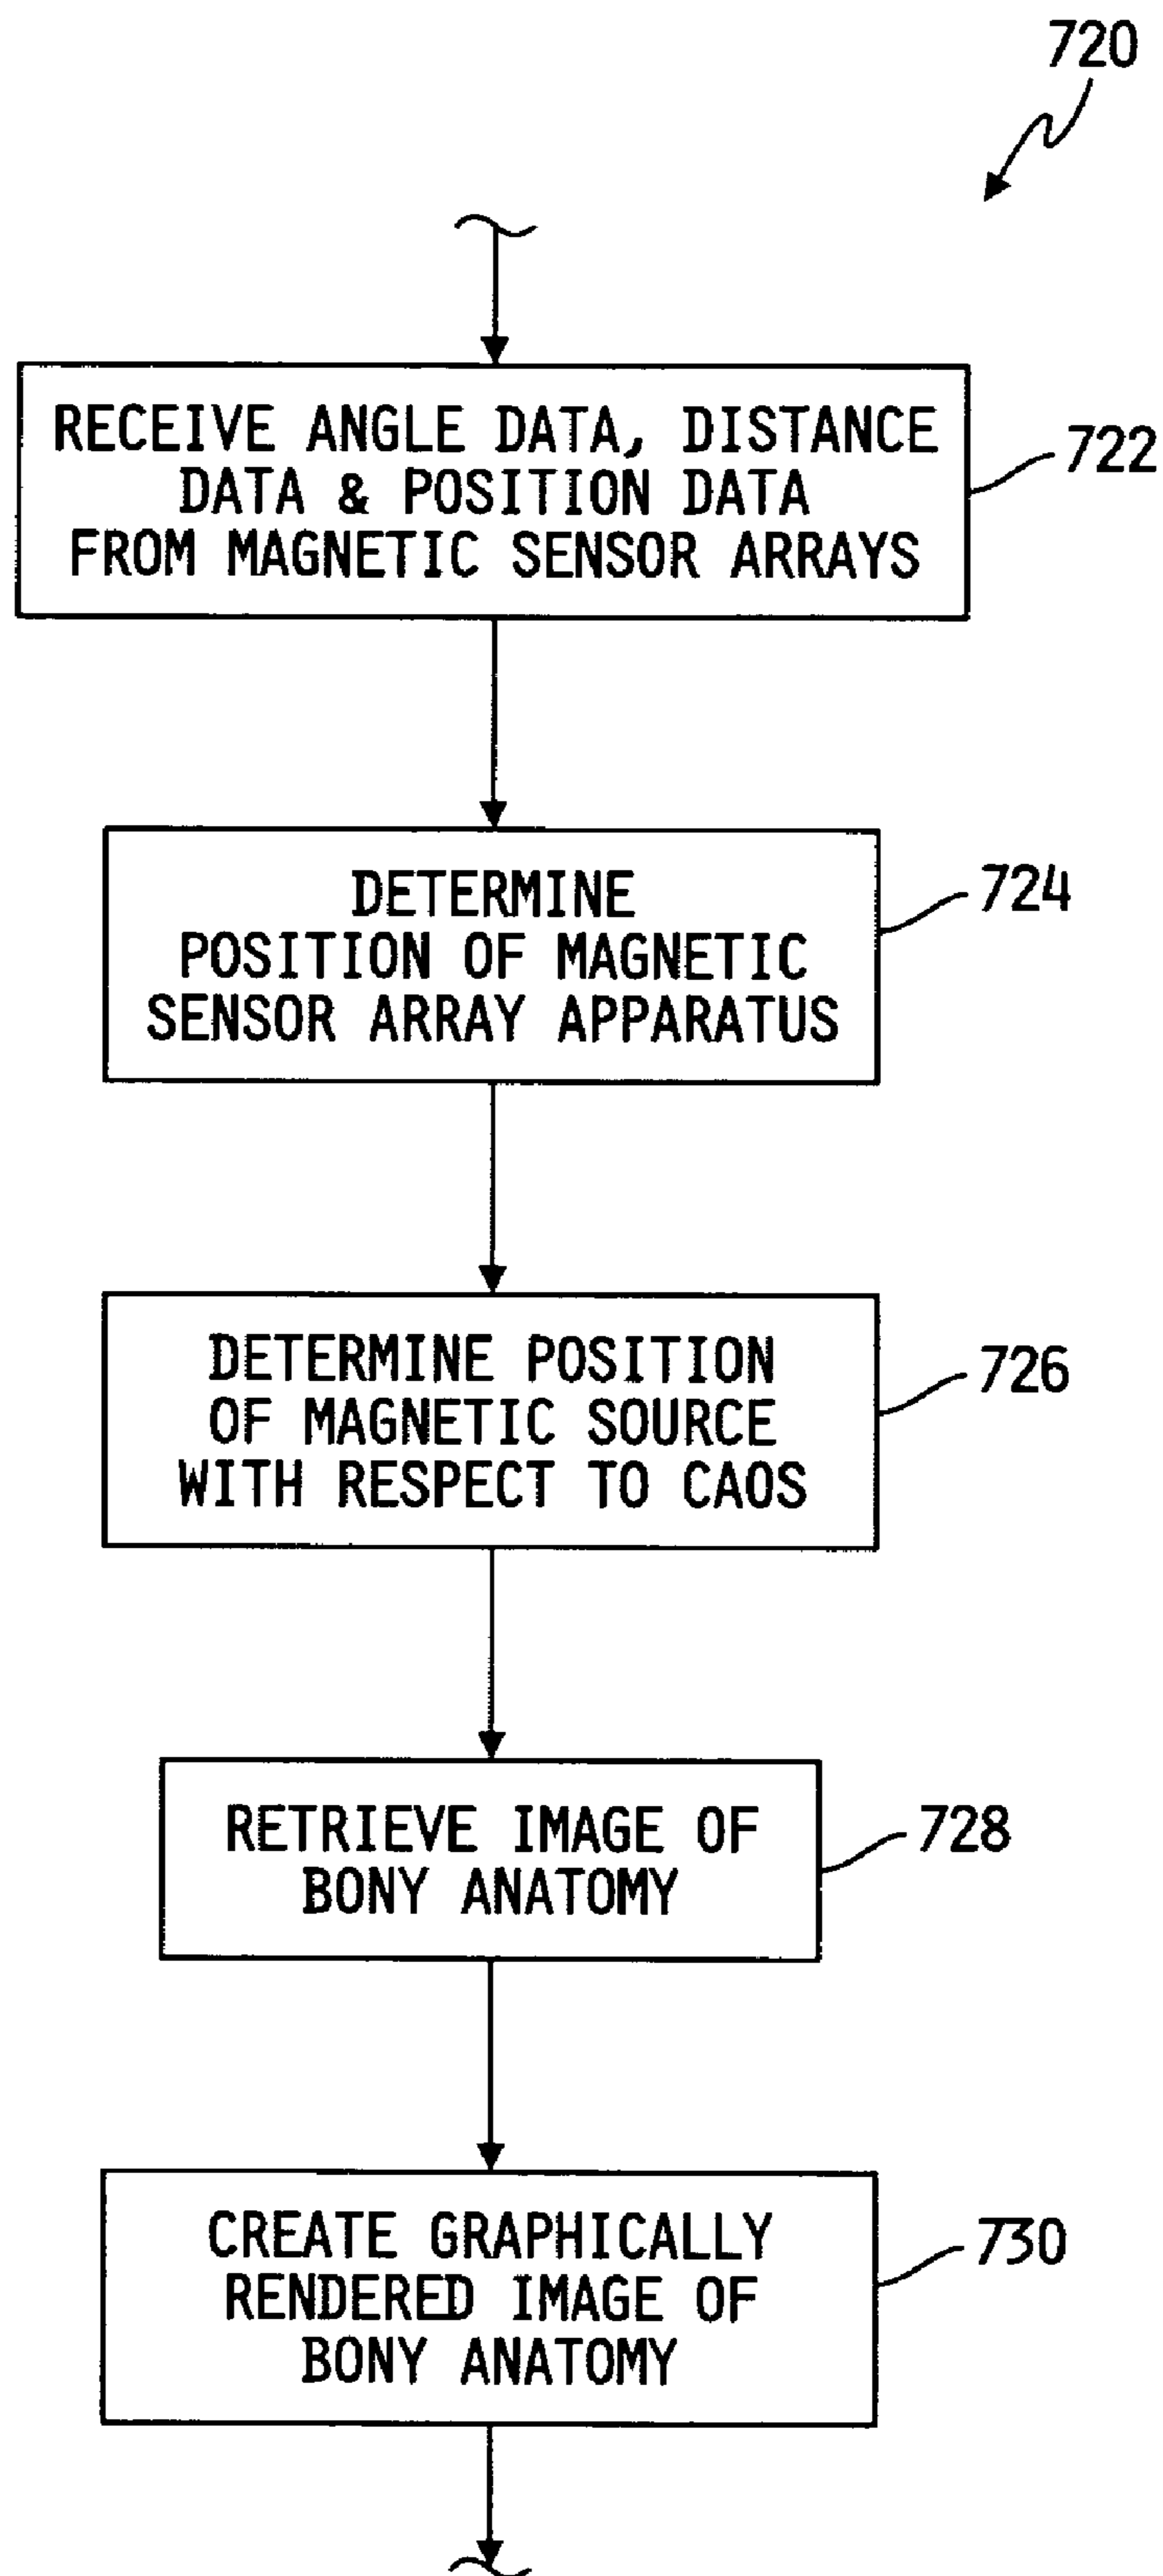 720
RECEIVE ANGLE DATA, DISTANCE
DATA & POSITION DATA
FROM MAGNETIC SENSOR ARRAYS
722
DETERMINE
POSITION OF MAGNETIC
SENSOR ARRAY APPARATUS
724
DETERMINE POSITION
OF MAGNETIC SOURCE
WITH RESPECT TO CAOS
726
RETRIEVE IMAGE OF
BONY ANATOMY
728
CREATE GRAPHICALLY
RENDERED IMAGE OF
BONY ANATOMY
730